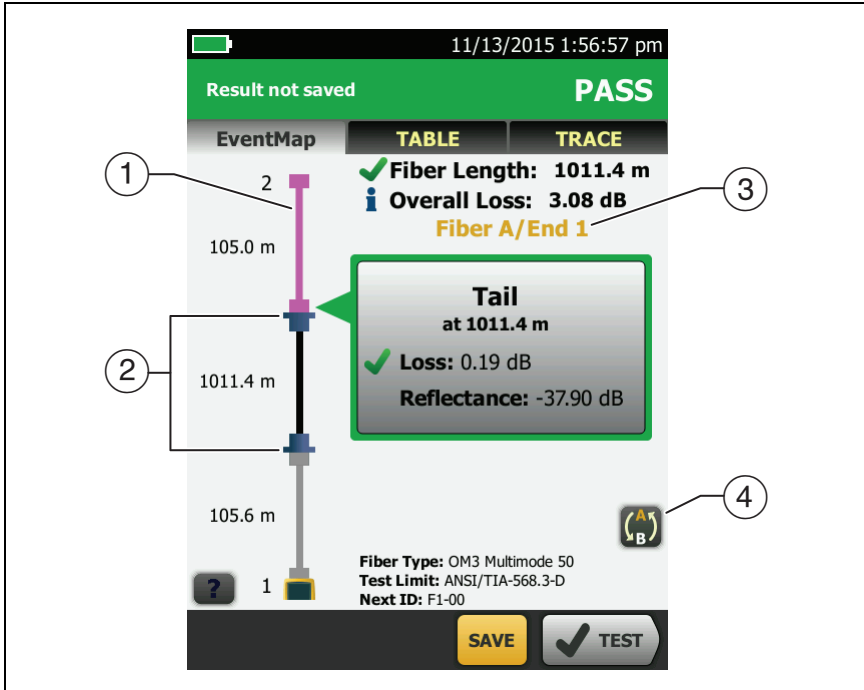 11/13/2015 1:56:57 pm
Result not saved PASS
EventMap TABLE TRACE
1
2
Fiber Length: 1011.4 m
i Overall Loss: 3.08 dB
3
Fiber A/End 1
105.0 m
Tail
at 1011.4 m
Loss: 0.19 dB
2
1011.4 m
Reflectance: -37.90 dB
4
105.6 m
A
B
Fiber Type: OM3 Multimode 50
Test Limit: ANSI/TIA-568.3-D
Next ID: F1-00
? 1
SAVE TEST